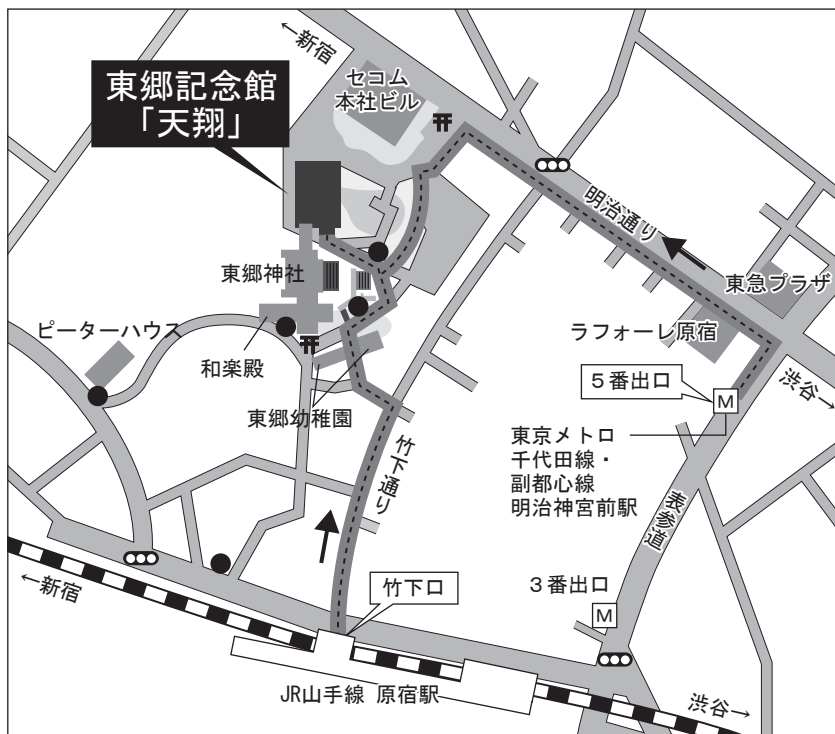 ←新宿
東郷記念館
「天翔」
セコム
本社ビル
明治通り
東急プラザ
東郷神社
ラフォーレ原宿
ピーターハウス
和楽殿
5番出口
M
渋谷→
東郷幼稚園
東京メトロ
千代田線・
副都心線
明治神宮前駅
竹下通り
表参道
←新宿
竹下口
3番出口
M
JR山手線 原宿駅
渋谷→